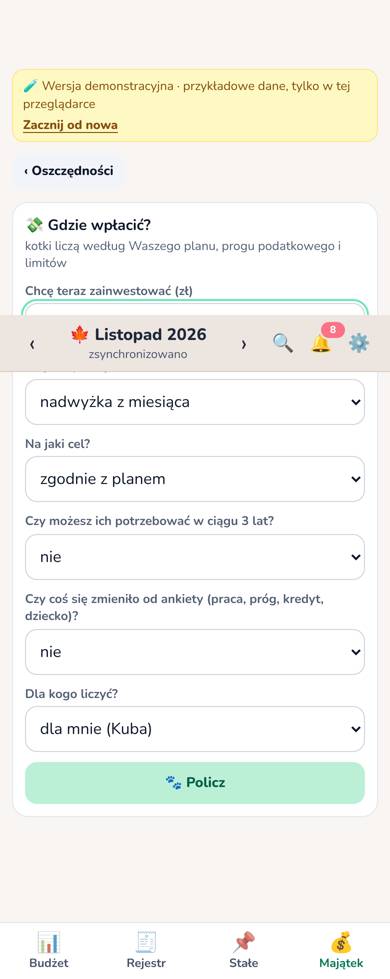 🧪 Wersja demonstracyjna · przykładowe dane, tylko w tej
przeglądarce
Zacznij od nowa
‹ Oszczędności
💸 Gdzie wpłacić?
kotki liczą według Waszego planu, progu podatkowego i
limitów
Chcę teraz zainwestować (zł)
‹ 🍁 Listopad 2026 › 🔍 🔔 8 ⚙️
zsynchronizowano
nadwyżka z miesiąca
Na jaki cel?
zgodnie z planem
Czy możesz ich potrzebować w ciągu 3 lat?
nie
Czy coś się zmieniło od ankiety (praca, próg, kredyt,
dziecko)?
nie
Dla kogo liczyć?
dla mnie (Kuba)
🐾 Policz
Budżet Rejestr Stałe Majątek